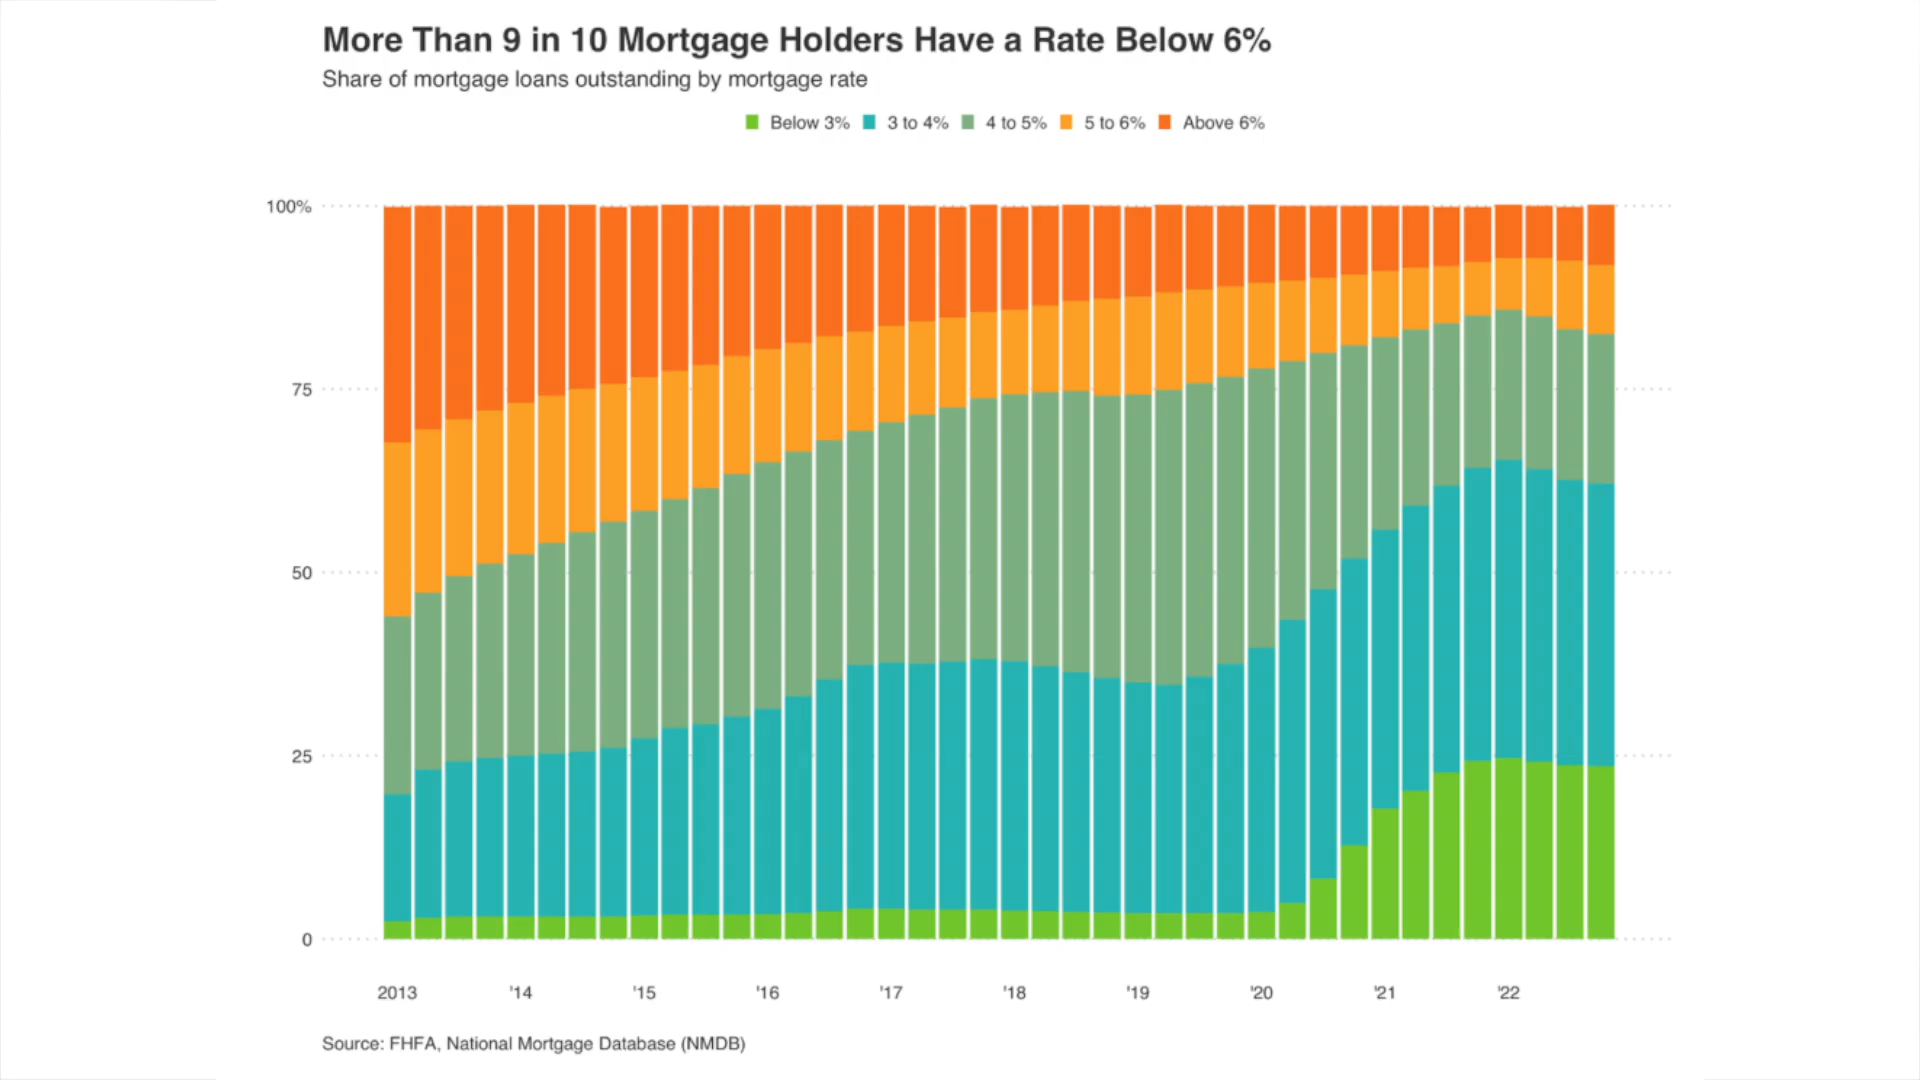 More Than 9 in 10 Mortgage Holders Have a Rate Below 6%
Share of mortgage loans outstanding by mortgage rate
Below 3% 3 to 4% 4 to 5% 5 to 6% Above 6%
100%
75
50
25
0
2013 '14 '15 '16 '17 '18 '19 '20 '21 '22
Source: FHFA, National Mortgage Database (NMDB)